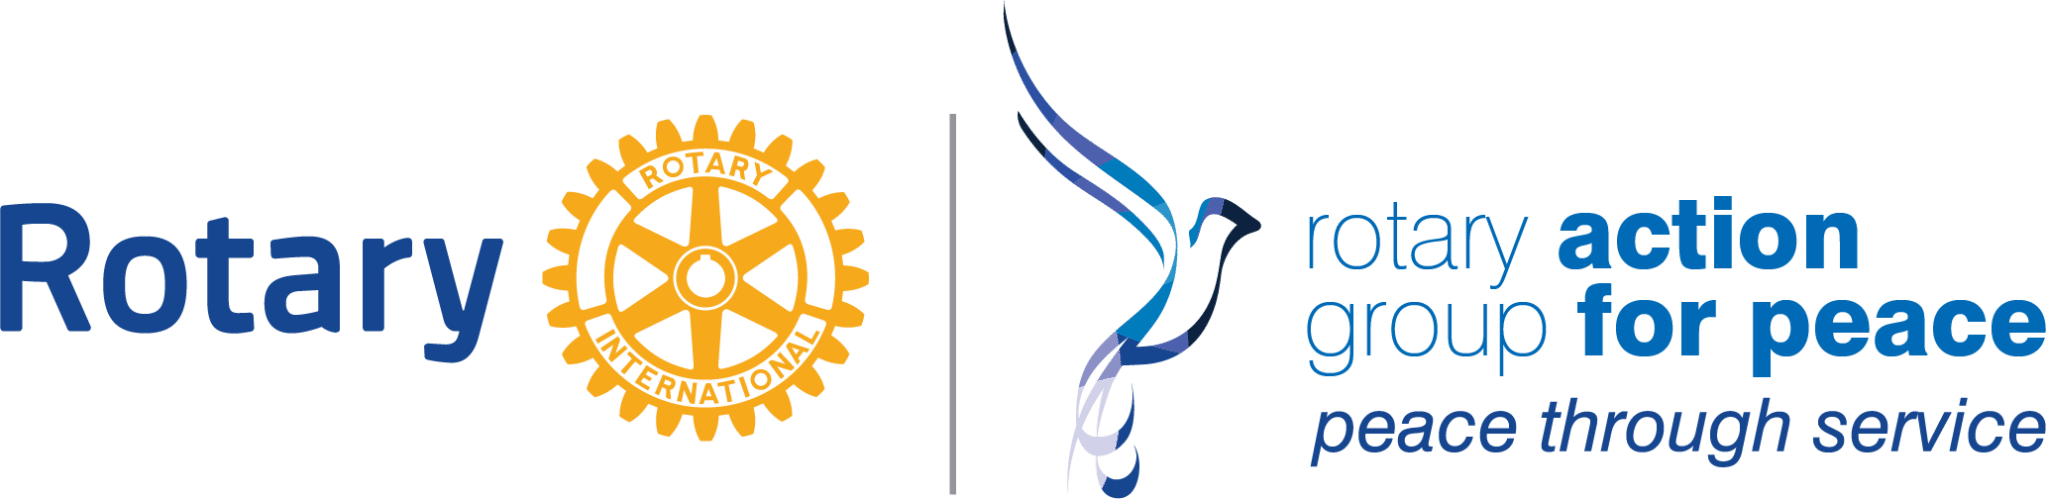 Rotary
ROTARY
INTERNATIONAL
rotary action
group for peace
peace through service